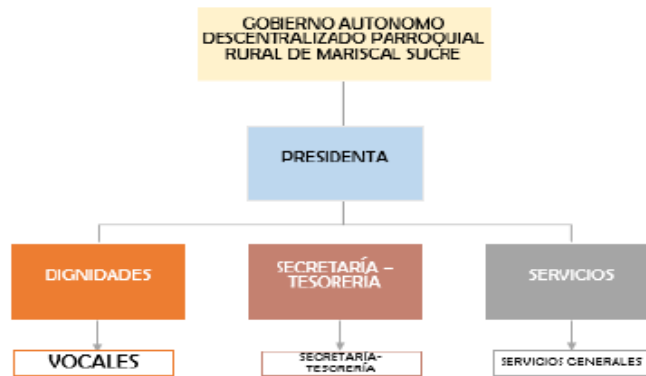 GOBIERNO AUTONOMO
DESCENTRALIZADO PARROQUIAL
RURAL DE MARISCAL SUCRE
PRESIDENTA
DIGNIDADES
SECRETARÍA –
TESORERÍA
SERVICIOS
VOCALES
SECRETARÍA-
TESORERÍA
SERVICIOS GENERALES